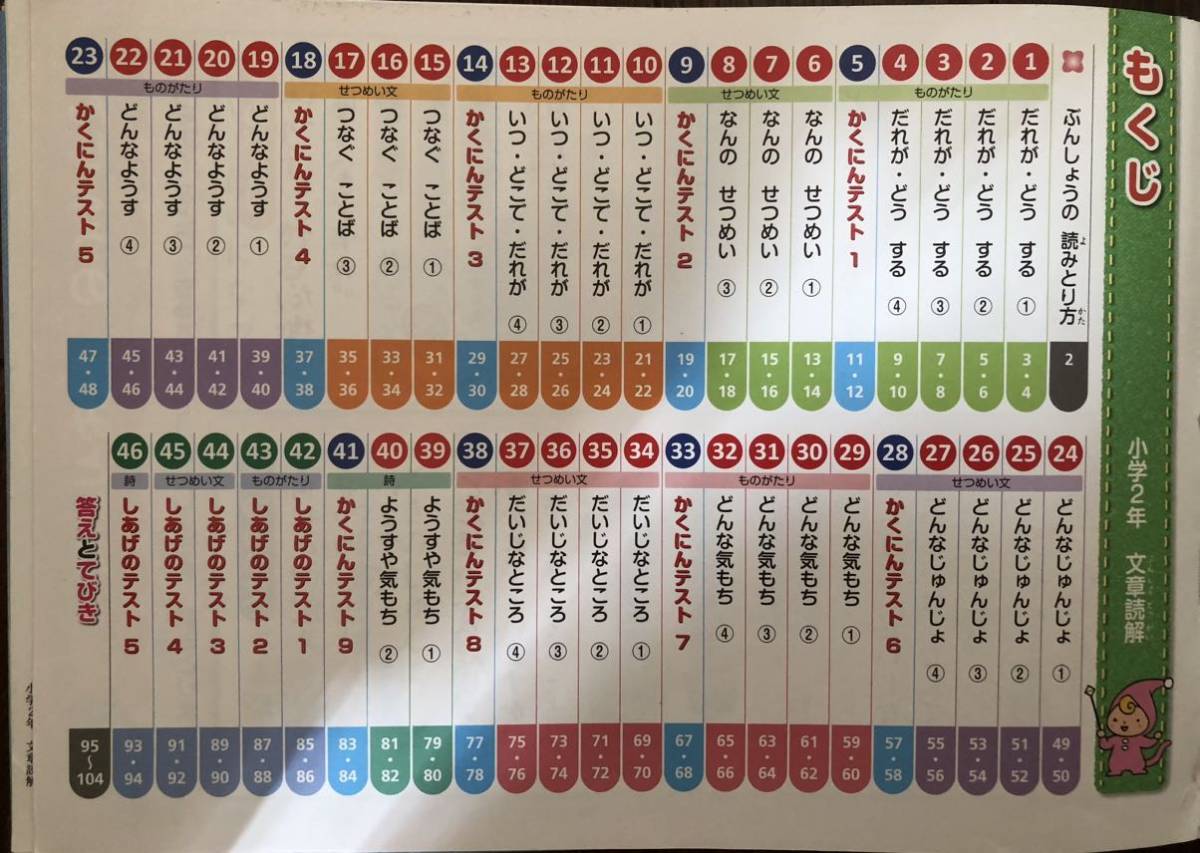 もくじ
小学2年 文章読解
ぶんしょうの 読みとり方 2
ものがたり
1 だれが・どう する ① 3・4
2 だれが・どう する ② 5・6
3 だれが・どう する ③ 7・8
4 だれが・どう する ④ 9・10
5 かくにんテスト 1 11・12
せつめい文
6 なんの せつめい ① 13・14
7 なんの せつめい ② 15・16
8 なんの せつめい ③ 17・18
9 かくにんテスト 2 19・20
ものがたり
10 いつ・どこで・だれが ① 21・22
11 いつ・どこで・だれが ② 23・24
12 いつ・どこで・だれが ③ 25・26
13 いつ・どこで・だれが ④ 27・28
14 かくにんテスト 3 29・30
せつめい文
15 つなぐ ことば ① 31・32
16 つなぐ ことば ② 33・34
17 つなぐ ことば ③ 35・36
18 かくにんテスト 4 37・38
ものがたり
19 どんなようす ① 39・40
20 どんなようす ② 41・42
21 どんなようす ③ 43・44
22 どんなようす ④ 45・46
23 かくにんテスト 5 47・48
せつめい文
24 どんなじゅんじょ ① 49・50
25 どんなじゅんじょ ② 51・52
26 どんなじゅんじょ ③ 53・54
27 どんなじゅんじょ ④ 55・56
28 かくにんテスト 6 57・58
ものがたり
29 どんな気もち ① 59・60
30 どんな気もち ② 61・62
31 どんな気もち ③ 63・64
32 どんな気もち ④ 65・66
33 かくにんテスト 7 67・68
せつめい文
34 だいじなところ ① 69・70
35 だいじなところ ② 71・72
36 だいじなところ ③ 73・74
37 だいじなところ ④ 75・76
38 かくにんテスト 8 77・78
詩
39 ようすや気もち ① 79・80
40 ようすや気もち ② 81・82
41 かくにんテスト 9 83・84
ものがたり
42 しあげのテスト 1 85・86
43 しあげのテスト 2 87・88
せつめい文
44 しあげのテスト 3 89・90
45 しあげのテスト 4 91・92
詩
46 しあげのテスト 5 93・94
答えとてびき 95〜104
小学2年 文章読解